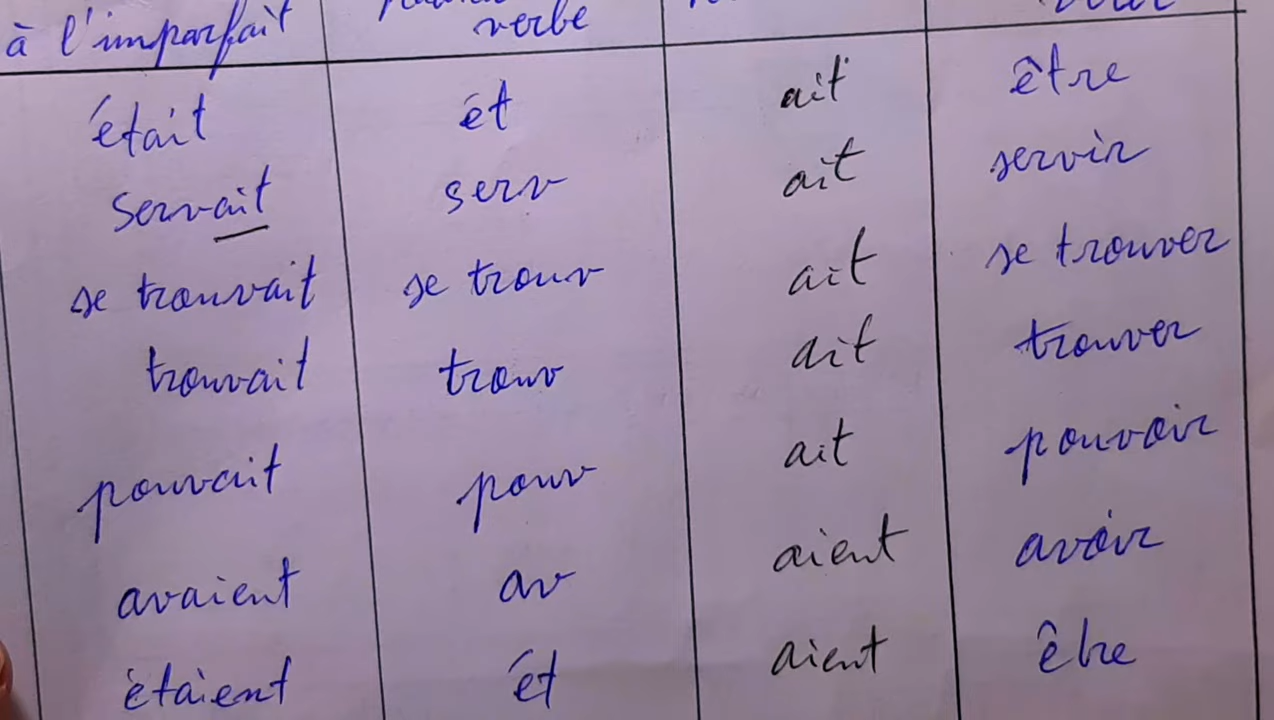 à l'imparfait verbe
était ét ait être
servait serv ait servir
se trouvait se trouv ait se trouver
trouvait trouv ait trouver
pouvait pouv ait pouvoir
avaient av aient avoir
étaient ét aient être